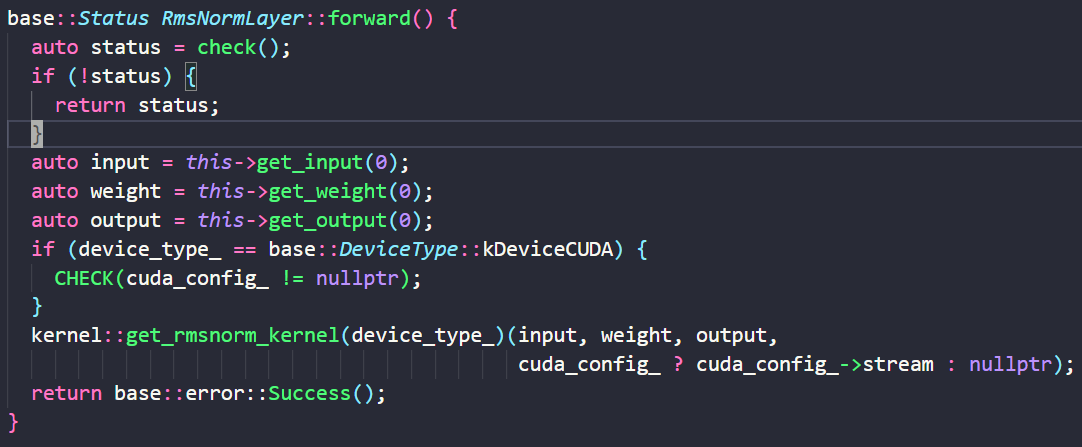 base::Status RmsNormLayer::forward() {
  auto status = check();
  if (!status) {
    return status;
  }
  auto input = this->get_input(0);
  auto weight = this->get_weight(0);
  auto output = this->get_output(0);
  if (device_type_ == base::DeviceType::kDeviceCUDA) {
    CHECK(cuda_config_ != nullptr);
  }
  kernel::get_rmsnorm_kernel(device_type_)(input, weight, output,
                                           cuda_config_ ? cuda_config_->stream : nullptr);
  return base::error::Success();
}